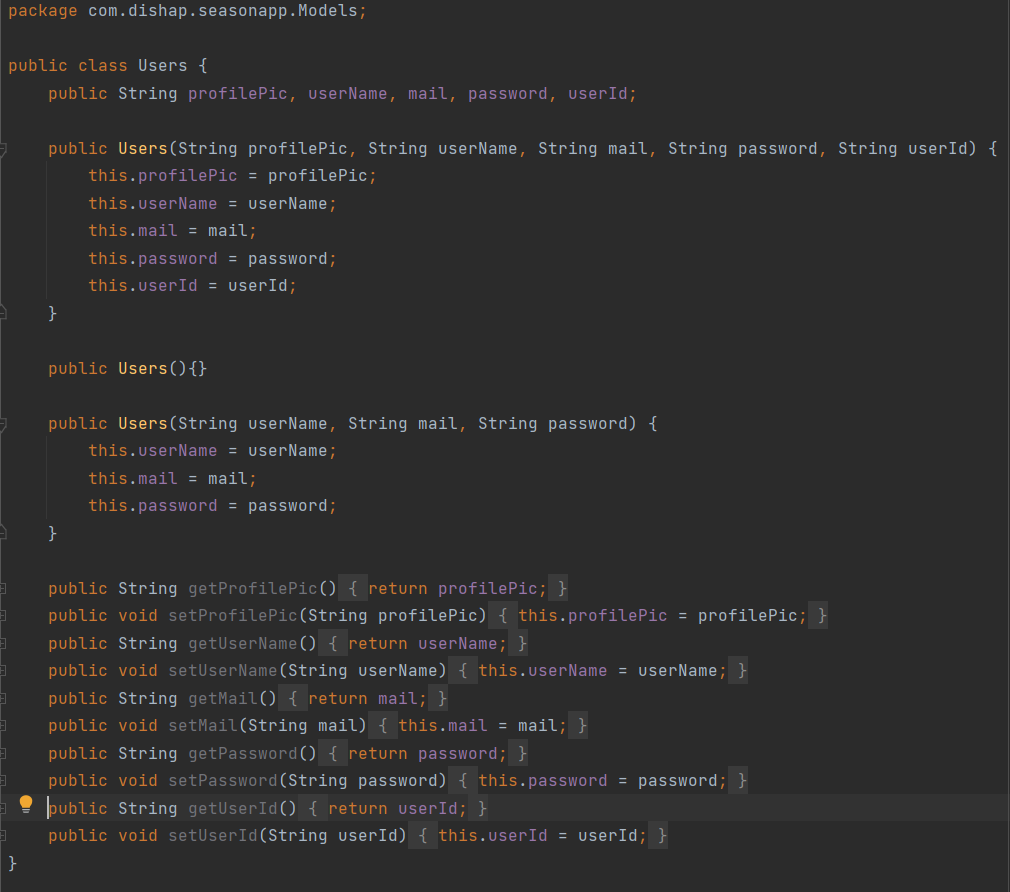 package com.dishap.seasonapp.Models;
public class Users {
public String profilePic, userName, mail, password, userId;
public Users(String profilePic, String userName, String mail, String password, String userId) {
this.profilePic = profilePic;
this.userName = userName;
this.mail = mail;
this.password = password;
this.userId = userId;
}
public Users(){}
public Users(String userName, String mail, String password) {
this.userName = userName;
this.mail = mail;
this.password = password;
}
public String getProfilePic() { return profilePic; }
public void setProfilePic(String profilePic) { this.profilePic = profilePic; }
public String getUserName() { return userName; }
public void setUserName(String userName) { this.userName = userName; }
public String getMail() { return mail; }
public void setMail(String mail) { this.mail = mail; }
public String getPassword() { return password; }
public void setPassword(String password) { this.password = password; }
public String getUserId() { return userId; }
public void setUserId(String userId) { this.userId = userId; }
}